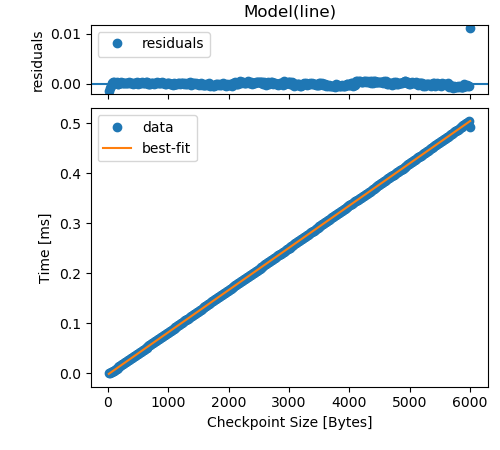 Model(line)
residuals
0.01
0.00
residuals
data
best-fit
Time [ms]
0.5
0.4
0.3
0.2
0.1
0.0
0 1000 2000 3000 4000 5000 6000
Checkpoint Size [Bytes]